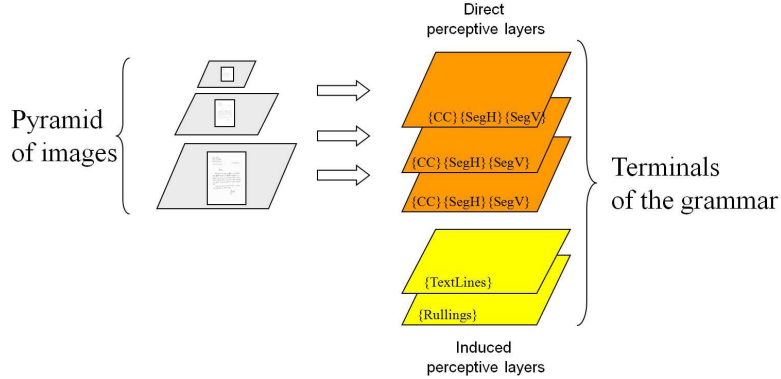 Direct
perceptive layers
Pyramid
of images
{CC}{SegH}{SegV}
{CC}{SegH}{SegV}
{CC}{SegH}{SegV}
Terminals
of the grammar
{TextLines}
{Rullings}
Induced
perceptive layers